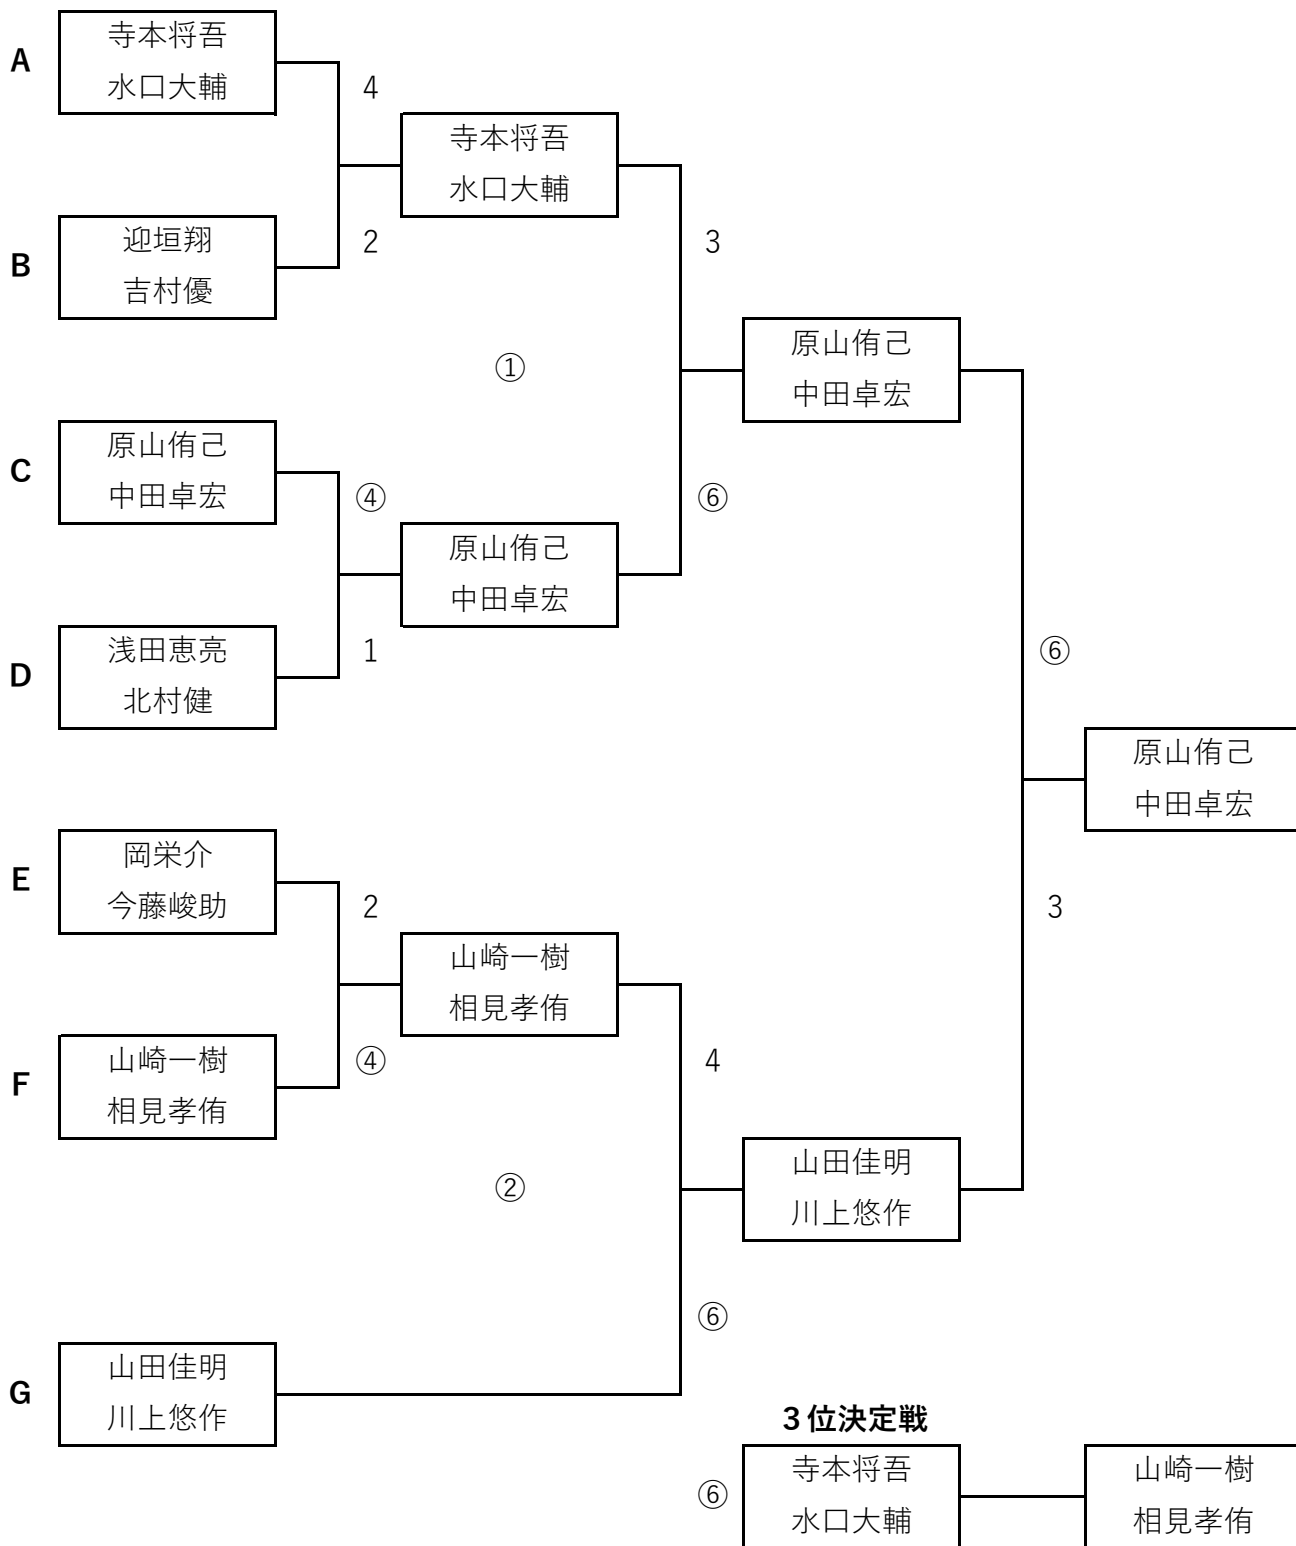 A
寺本将吾
水口大輔
4
寺本将吾
水口大輔
B
迎垣翔
吉村優
2
3
原山侑己
中田卓宏
①
C
原山侑己
中田卓宏
④
⑥
原山侑己
中田卓宏
D
浅田恵亮
北村健
1
⑥
原山侑己
中田卓宏
E
岡栄介
今藤峻助
2
3
山崎一樹
相見孝侑
F
山崎一樹
相見孝侑
④
4
山田佳明
川上悠作
②
⑥
G
山田佳明
川上悠作
3位決定戦
⑥
寺本将吾
水口大輔
山崎一樹
相見孝侑